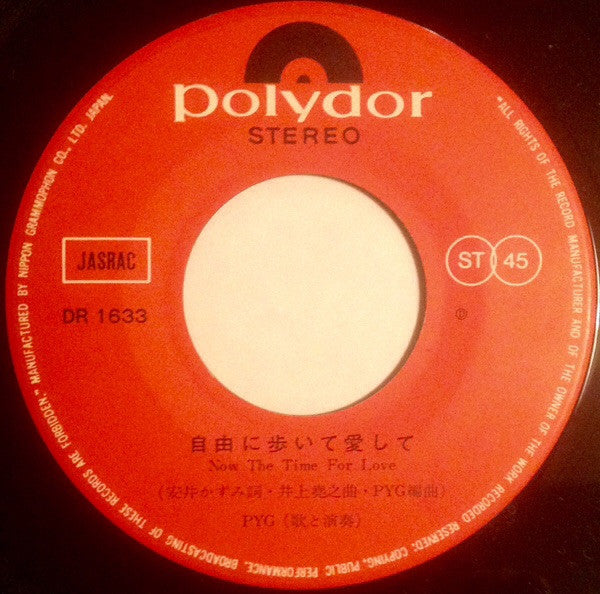 polydor
STEREO
JASRAC
DR 1633
ST 45
Ⓟ
自由に歩いて愛して
Now The Time For Love
(安井かずみ詞・井上堯之曲・PYG編曲)
PYG (歌と演奏)
"ALL RIGHTS OF THE RECORD MANUFACTURER AND OF THE OWNER OF THE WORK RECORDED RESERVED: COPYING, PUBLIC PERFORMANCE, BROADCASTING OF THESE RECORDS ARE FORBIDDEN." MANUFACTURED BY NIPPON GRAMMOPHON CO., LTD. JAPAN.